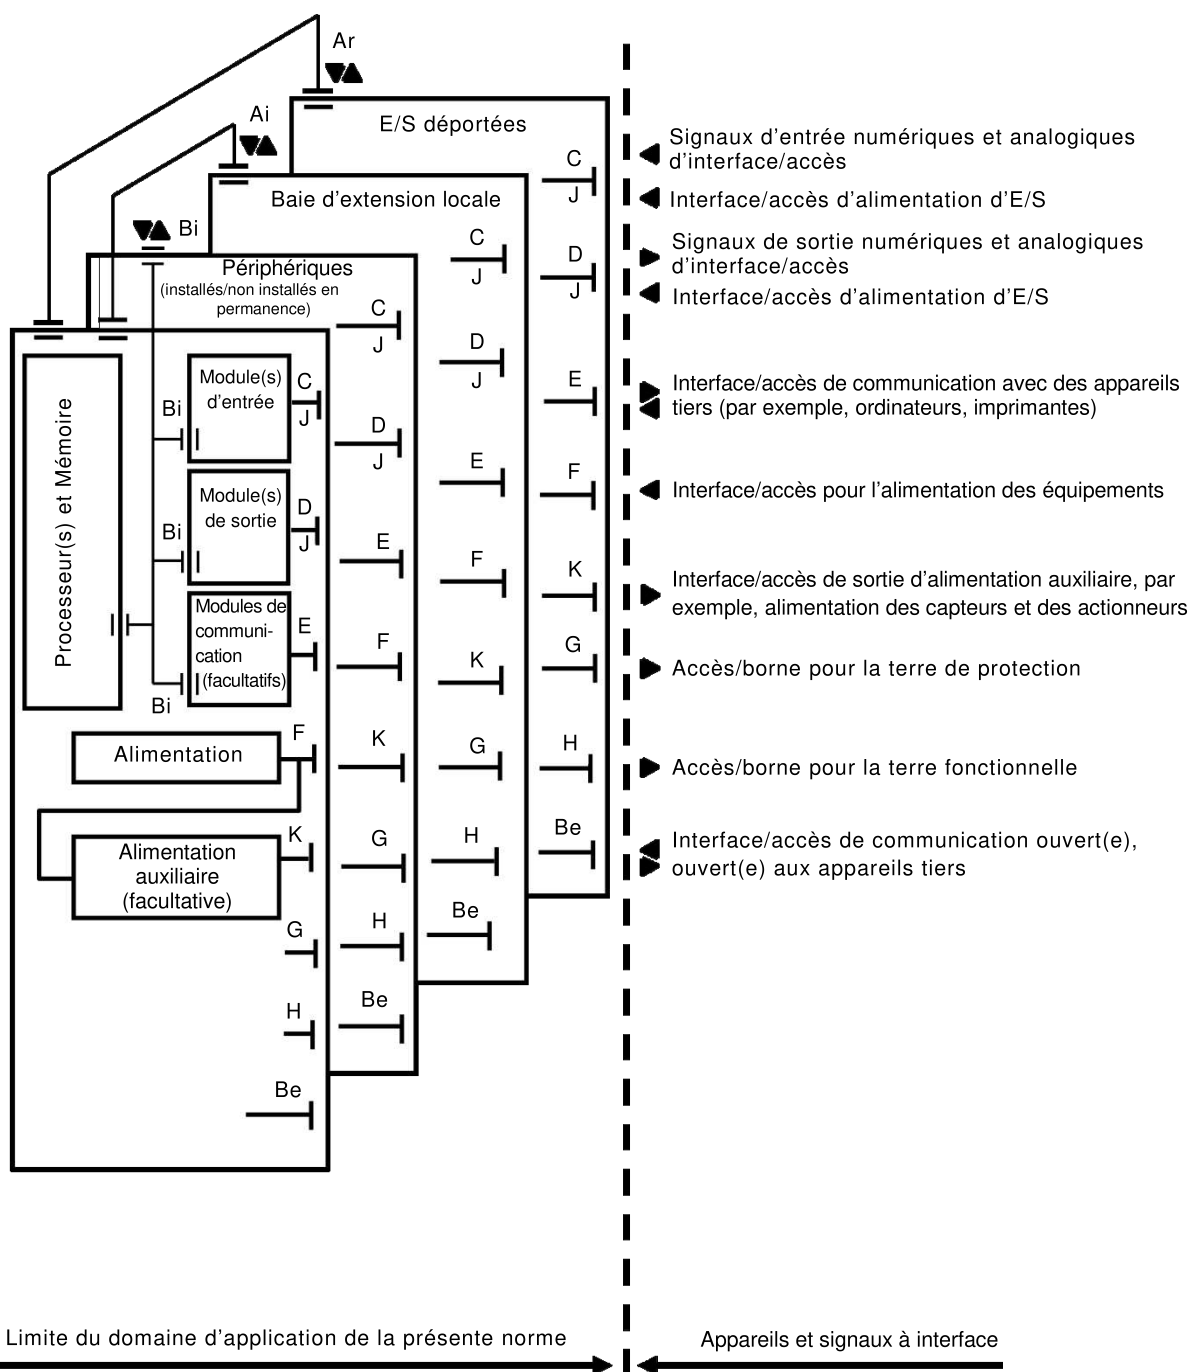 Ar
Ai
E/S déportées
C
J
Baie d'extension locale
Bi
C
J
D
J
Périphériques
(installés/non installés en
permanence)
C
J
D
J
E
Processeur(s) et Mémoire
Module(s)
d'entrée
C
J
Bi
D
J
E
F
Module(s)
de sortie
D
J
Bi
E
F
K
Modules de
communi-
cation
(facultatifs)
E
Bi
F
K
G
Alimentation
F
K
G
H
Alimentation
auxiliaire
(facultative)
K
G
H
Be
G
H
Be
H
Be
Be
Signaux d'entrée numériques et analogiques
d'interface/accès
Interface/accès d'alimentation d'E/S
Signaux de sortie numériques et analogiques
d'interface/accès
Interface/accès d'alimentation d'E/S
Interface/accès de communication avec des appareils
tiers (par exemple, ordinateurs, imprimantes)
Interface/accès pour l'alimentation des équipements
Interface/accès de sortie d'alimentation auxiliaire, par
exemple, alimentation des capteurs et des actionneurs
Accès/borne pour la terre de protection
Accès/borne pour la terre fonctionnelle
Interface/accès de communication ouvert(e),
ouvert(e) aux appareils tiers
Limite du domaine d'application de la présente norme
Appareils et signaux à interface